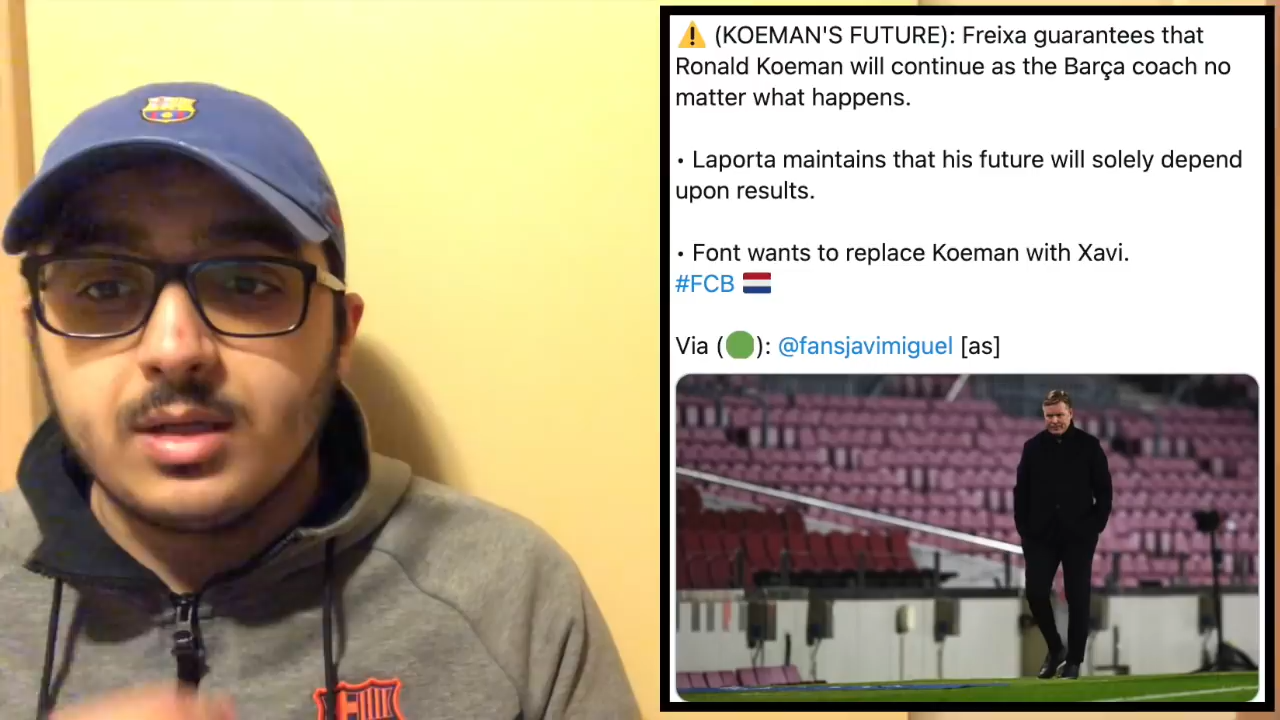 ⚠️ (KOEMAN'S FUTURE): Freixa guarantees that
Ronald Koeman will continue as the Barça coach no
matter what happens.
• Laporta maintains that his future will solely depend
upon results.
• Font wants to replace Koeman with Xavi.
#FCB 🇳🇱
Via (🟢): @fansjavimiguel [as]